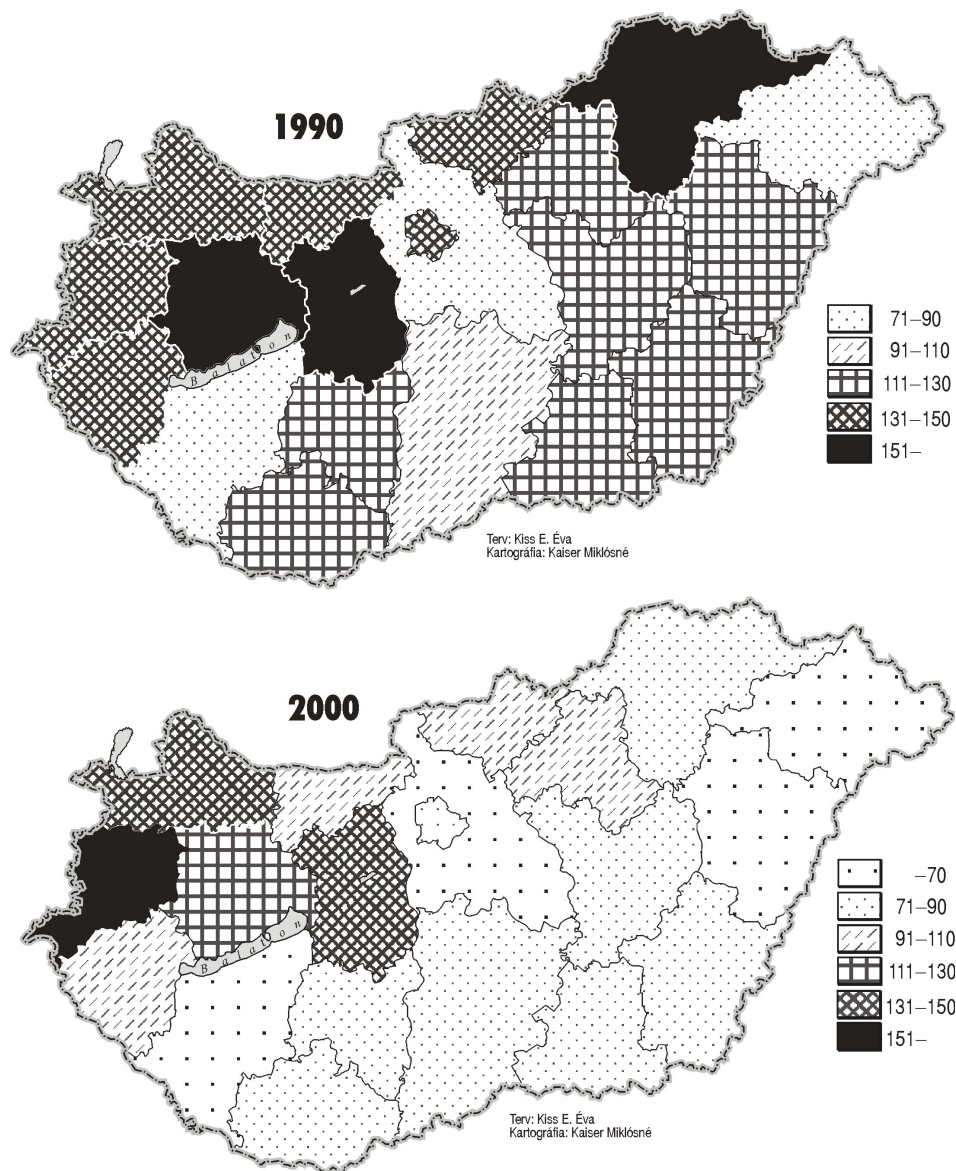 1990
Balaton
71–90
91–110
111–130
131–150
151–
Terv: Kiss E. Éva
Kartográfia: Kaiser Miklósné
2000
Balaton
–70
71–90
91–110
111–130
131–150
151–
Terv: Kiss E. Éva
Kartográfia: Kaiser Miklósné